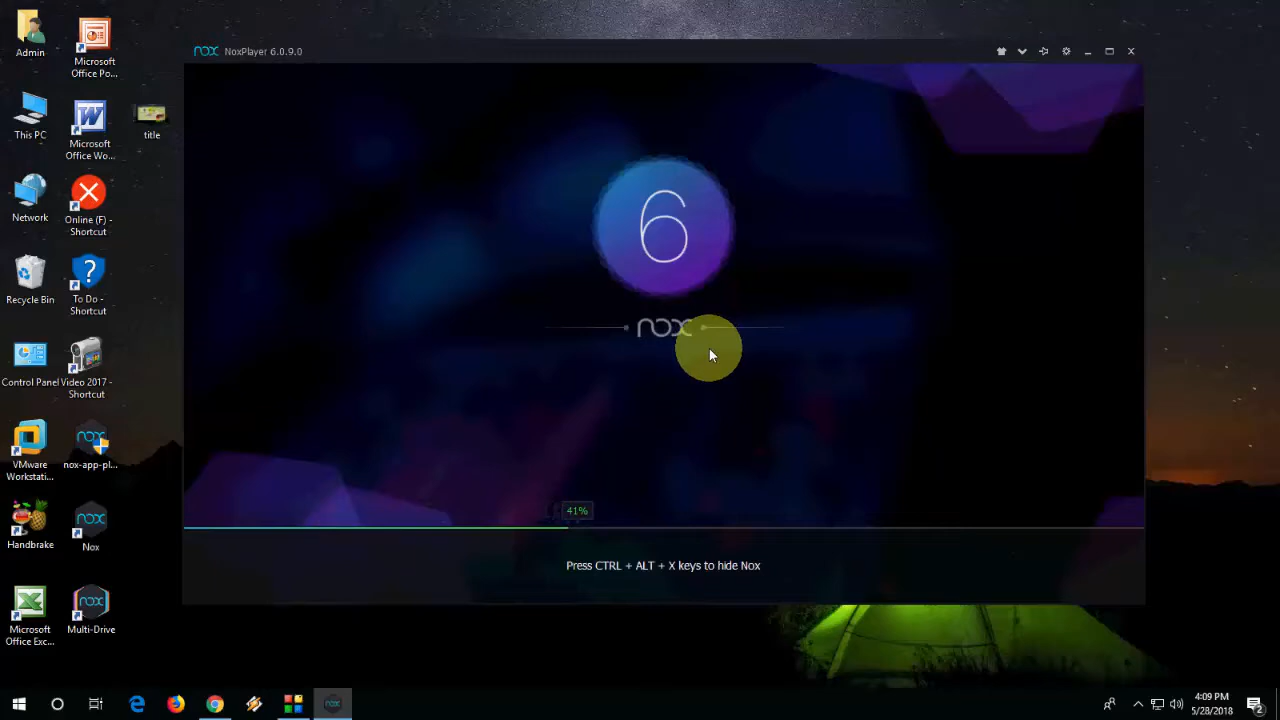 Admin
Microsoft
Office Po...
This PC
Microsoft
Office Wo...
title
Network
Online (F) -
Shortcut
Recycle Bin
To Do -
Shortcut
Control Panel
Video 2017 -
Shortcut
VMware
Workstati...
nox-app-pl...
Handbrake
Nox
Microsoft
Office Exc...
Multi-Drive
nox NoxPlayer 6.0.9.0
6
nox
41%
Press CTRL + ALT + X keys to hide Nox
4:09 PM
5/28/2018
2